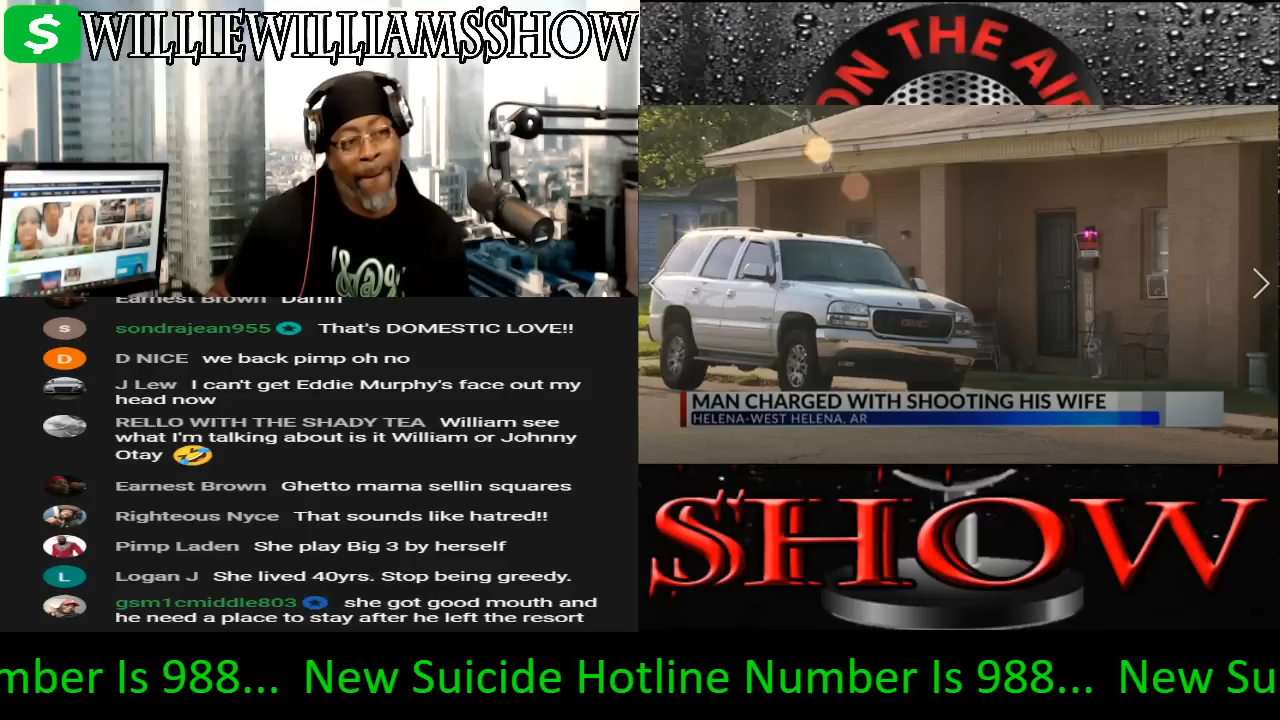 $ WILLIEWILLIAMSSHOW
ON THE AIR
&@g
GMC
MAN CHARGED WITH SHOOTING HIS WIFE
HELENA-WEST HELENA, AR
Earnest Brown Damn
S sondrajean955 That's DOMESTIC LOVE!!
D D NICE we back pimp oh no
J Lew I can't get Eddie Murphy's face out my
head now
RELLO WITH THE SHADY TEA William see
what I'm talking about is it William or Johnny
Otay 🤣
Earnest Brown Ghetto mama sellin squares
Righteous Nyce That sounds like hatred!!
Pimp Laden She play Big 3 by herself
L Logan J She lived 40yrs. Stop being greedy.
gsm1cmiddle803 she got good mouth and
he need a place to stay after he left the resort
SHOW
mber Is 988... New Suicide Hotline Number Is 988... New Su